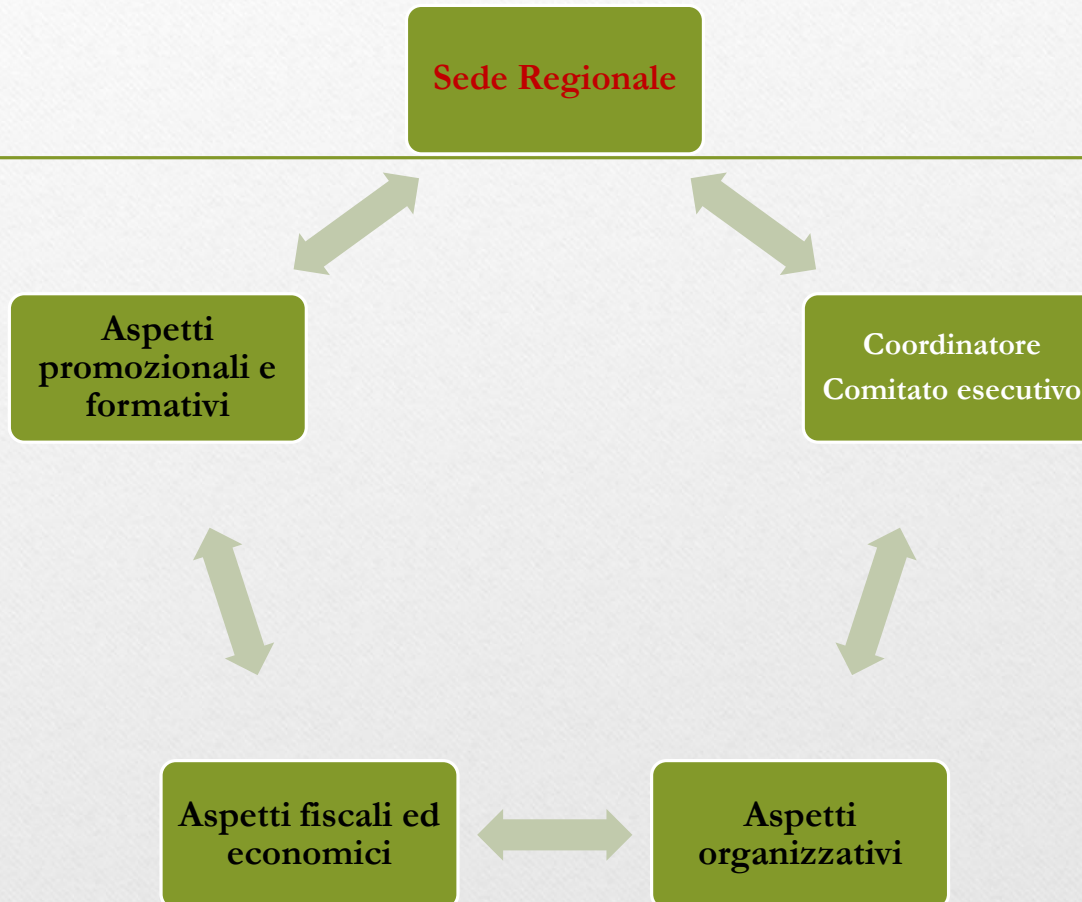 Sede Regionale
Aspetti
promozionali e
formativi
Coordinatore
Comitato esecutivo
Aspetti fiscali ed
economici
Aspetti
organizzativi